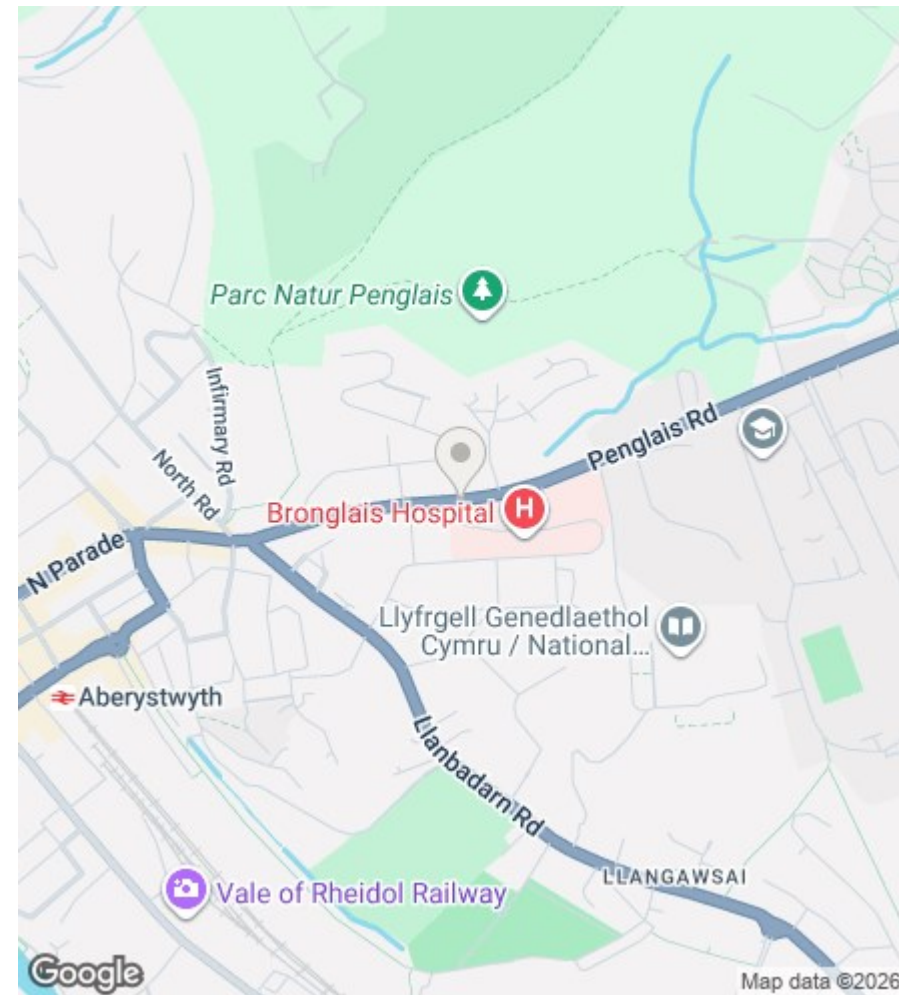 Parc Natur Penglais
Infirmary Rd
North Rd
Penglais Rd
Bronglais Hospital
H
N Parade
Llyfrgell Genedlaethol
Cymru / National...
Aberystwyth
Llanbadarn Rd
LLANGAWSAI
Vale of Rheidol Railway
Google
Map data ©2026